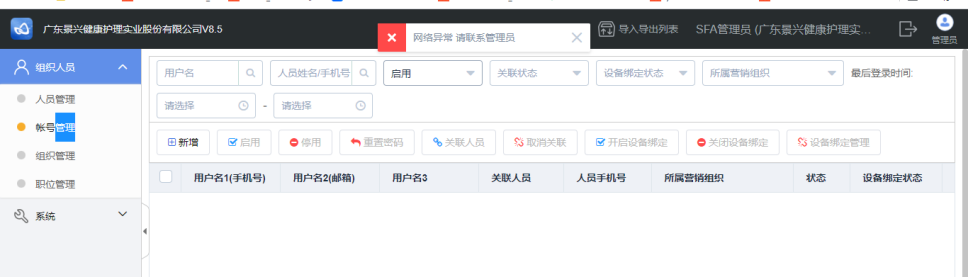 广东景兴健康护理实业股份有限公司V8.5
网络异常 请联系管理员
导入导出列表
SFA管理员 (广东景兴健康护理实...
管理员
组织人员
人员管理
帐号管理
组织管理
职位管理
系统
用户名
人员姓名/手机号
启用
关联状态
设备绑定状态
所属营销组织
最后登录时间:
请选择 - 请选择
新增
启用
停用
重置密码
关联人员
取消关联
开启设备绑定
关闭设备绑定
设备绑定管理
用户名1(手机号) 用户名2(邮箱) 用户名3 关联人员 人员手机号 所属营销组织 状态 设备绑定状态